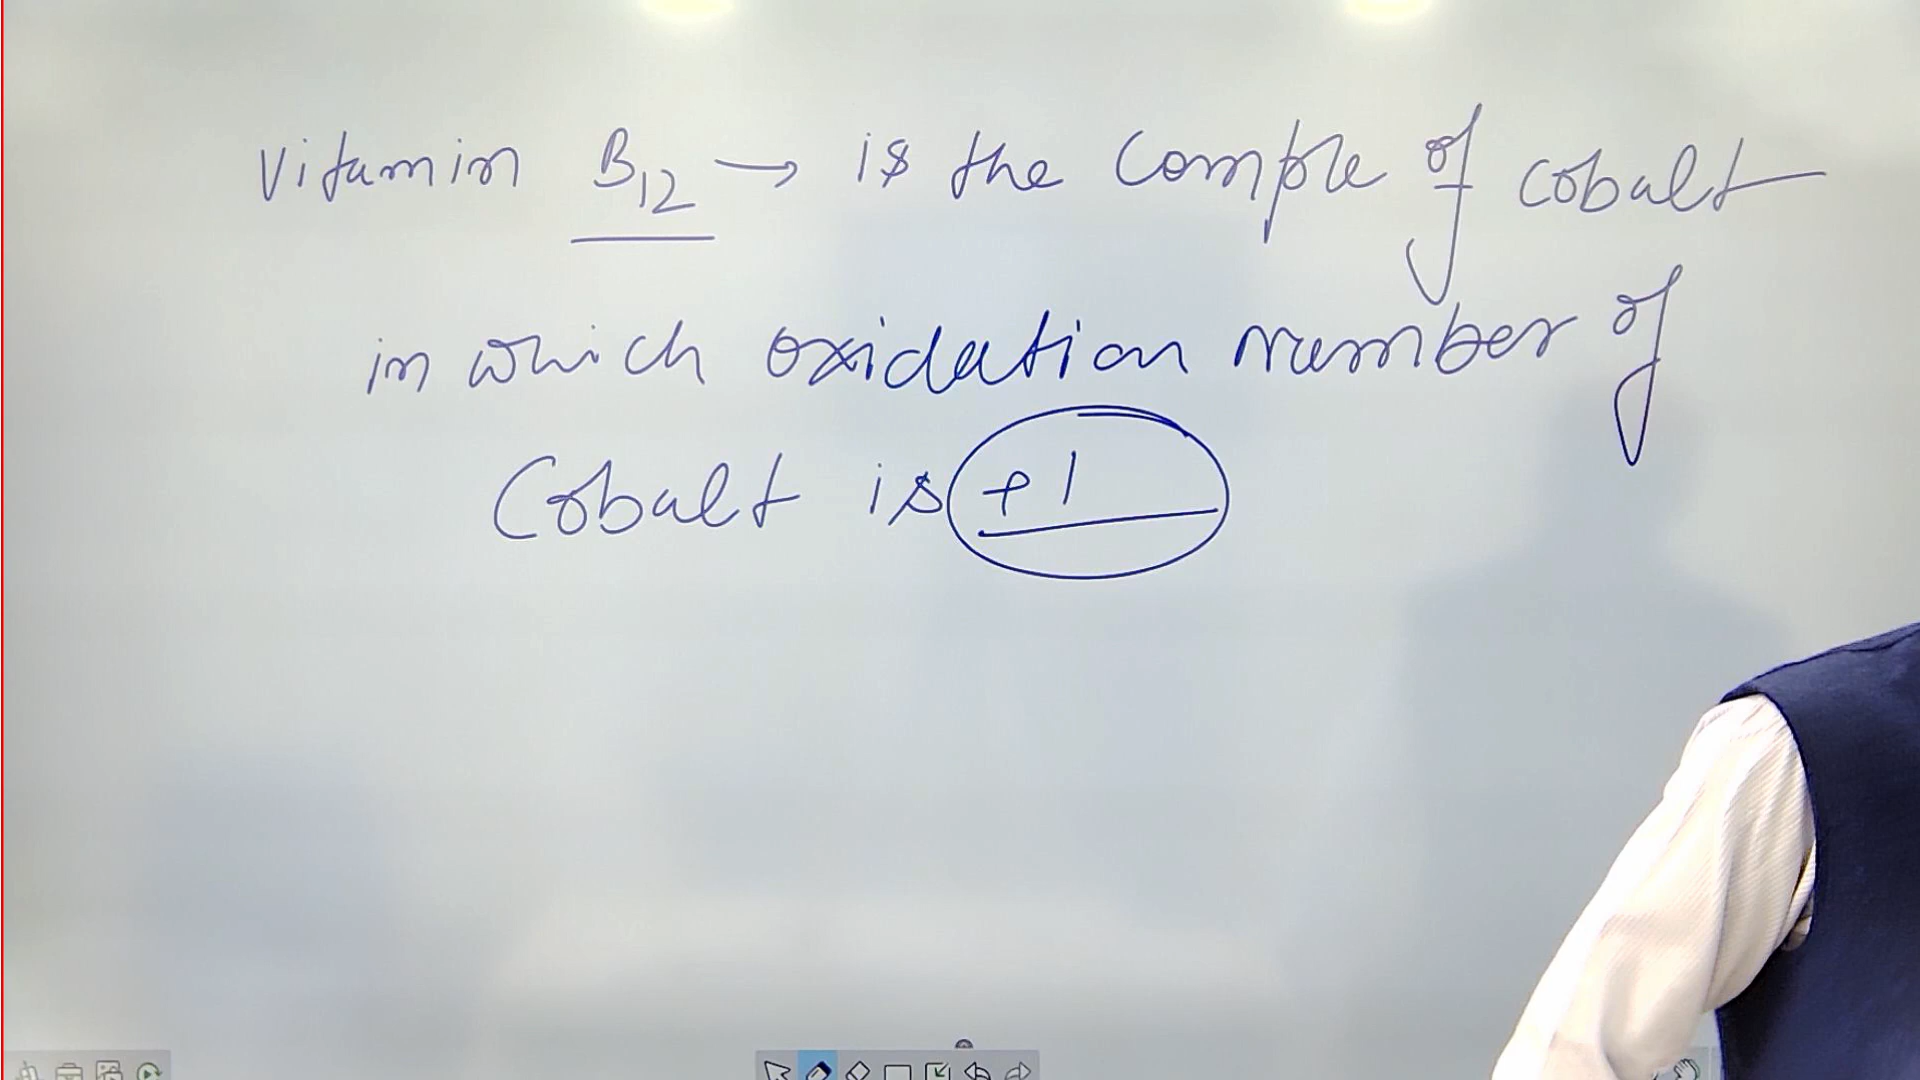 Vitamin B12 → is the comple of cobalt
in which oxidation number of
Cobalt is +1